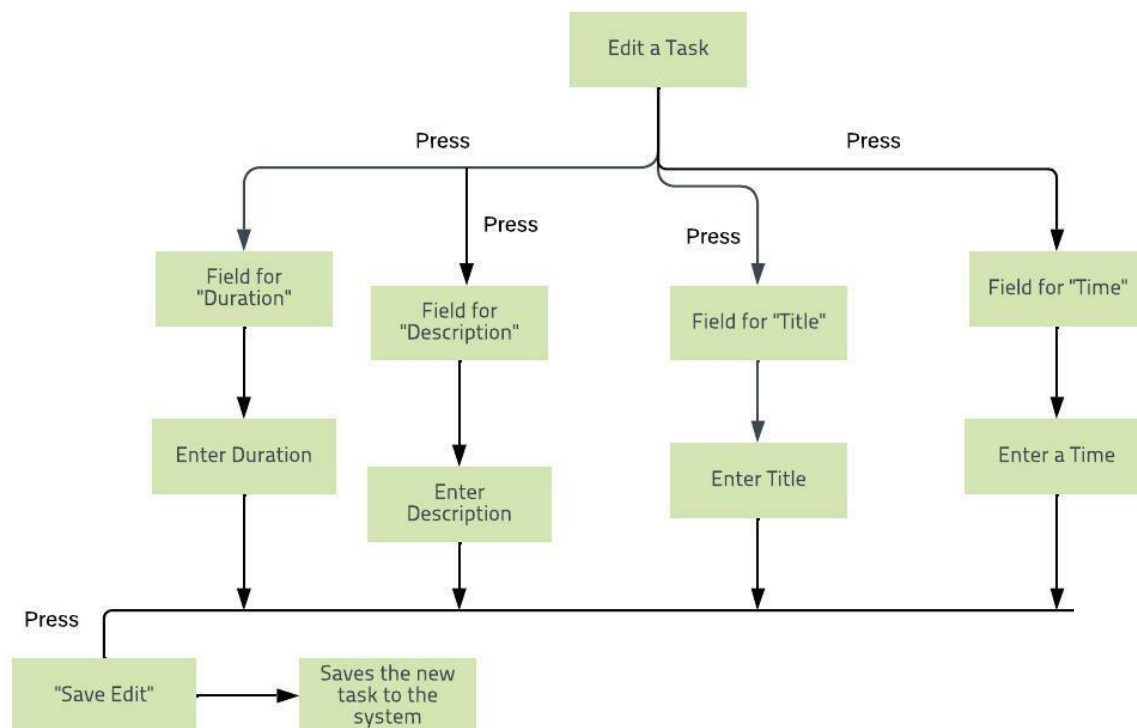 Edit a Task
Press
Press
Press
Press
Field for
"Duration"
Field for
"Description"
Field for "Title"
Field for "Time"
Enter Duration
Enter
Description
Enter Title
Enter a Time
Press
"Save Edit"
Saves the new
task to the
system